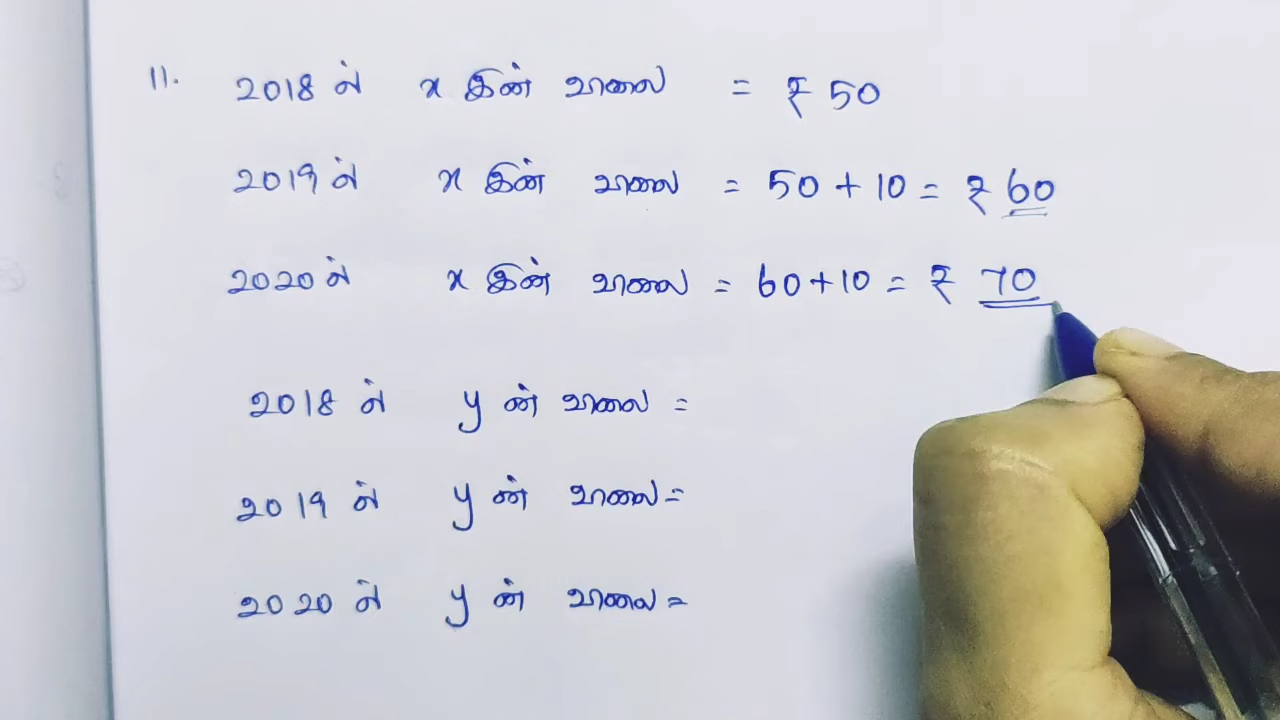 11. 2018 ல் x இன் விலை = ₹ 50
2019 ல் x இன் விலை = 50 + 10 = ₹ 60
2020 ல் x இன் விலை = 60 + 10 = ₹ 70
2018 ல் y ன் விலை =
2019 ல் y ன் விலை =
2020 ல் y ன் விலை =